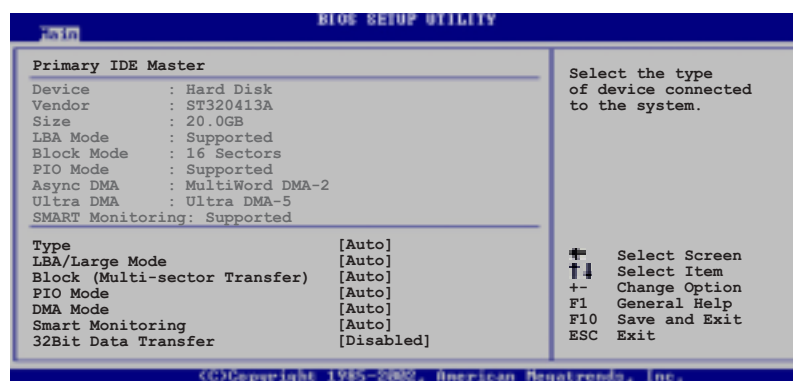 BIOS SETUP UTILITY
Main
Primary IDE Master
Device : Hard Disk
Vendor : ST320413A
Size : 20.0GB
LBA Mode : Supported
Block Mode : 16 Sectors
PIO Mode : Supported
Async DMA : MultiWord DMA-2
Ultra DMA : Ultra DMA-5
SMART Monitoring: Supported
Type [Auto]
LBA/Large Mode [Auto]
Block (Multi-sector Transfer) [Auto]
PIO Mode [Auto]
DMA Mode [Auto]
Smart Monitoring [Auto]
32Bit Data Transfer [Disabled]
Select the type
of device connected
to the system.
Select Screen
↑↓ Select Item
+- Change Option
F1 General Help
F10 Save and Exit
ESC Exit
(C)Copyright 1985-2002, American Megatrends, Inc.